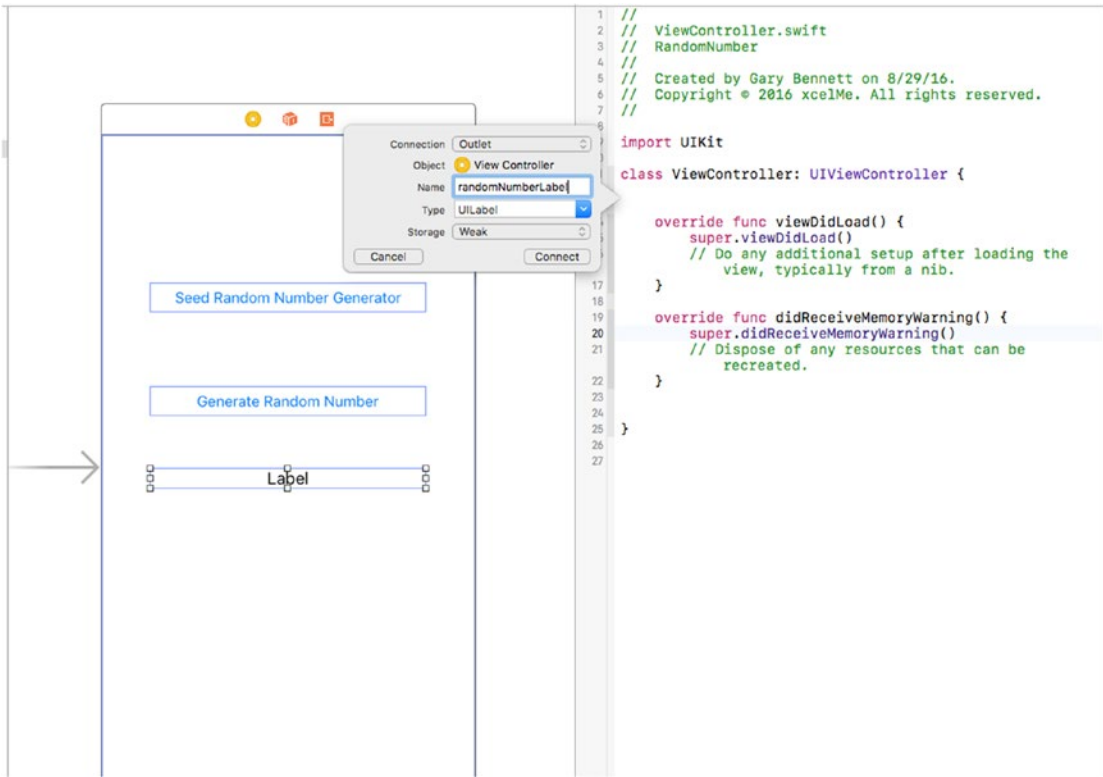 Connection Outlet
Object View Controller
Name randomNumberLabel
Type UILabel
Storage Weak
Cancel Connect
Seed Random Number Generator
Generate Random Number
Label
1 //
2 //  ViewController.swift
3 //  RandomNumber
4 //
5 //  Created by Gary Bennett on 8/29/16.
6 //  Copyright © 2016 xcelMe. All rights reserved.
7 //
8
import UIKit
class ViewController: UIViewController {
    override func viewDidLoad() {
        super.viewDidLoad()
        // Do any additional setup after loading the
            view, typically from a nib.
17     }
18
19     override func didReceiveMemoryWarning() {
20         super.didReceiveMemoryWarning()
21         // Dispose of any resources that can be
            recreated.
22     }
23
24
25 }
26
27